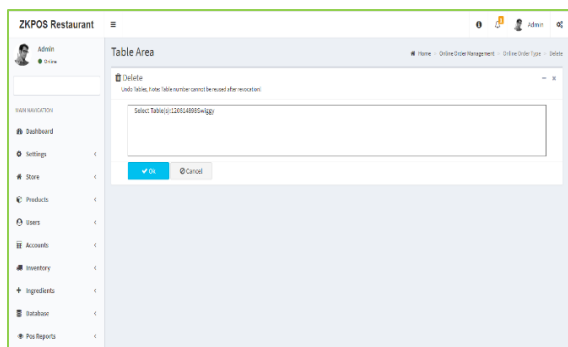 ZKPOS Restaurant
Admin
Admin
Online
Table Area
Home > Online Order Management > Online Order Type > Delete
Delete
Undo Tables, Note: Table number cannot be reused after revocation!
Select Table(s):120614898Swiggy
Ok
Cancel
MAIN NAVIGATION
Dashboard
Settings
Store
Products
Users
Accounts
Inventory
Ingredients
Database
Pos Reports